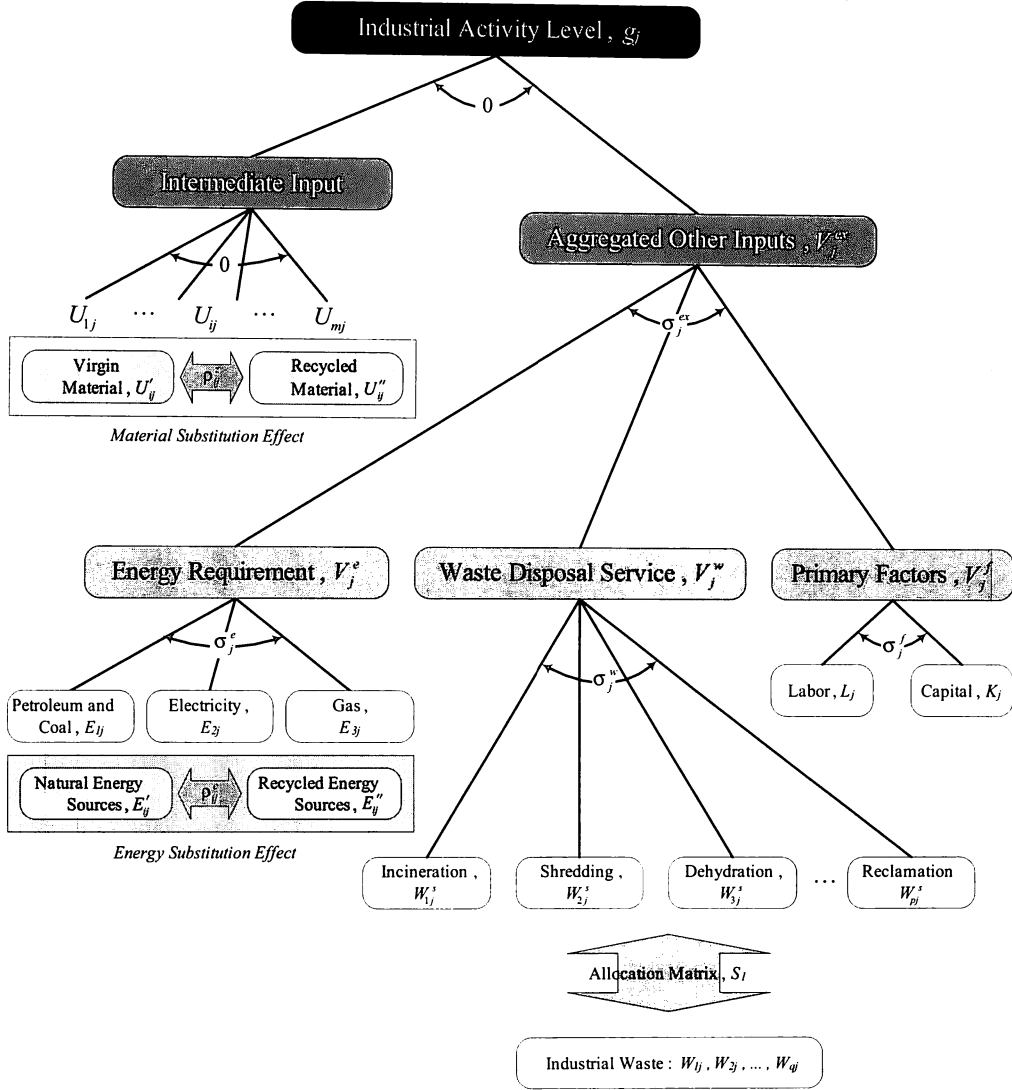 Industrial Activity Level , gj
0
Intermediate Input
Aggregated Other Inputs , V_j^ex
0
U_1j … U_ij … U_mj
σ_j^ex
Virgin
Material , U′_ij
Recycled
Material , U″_ij
Material Substitution Effect
Energy Requirement , V_j^e
Waste Disposal Service , V_j^w
Primary Factors , V_j^f
σ_j^e
σ_j^w
σ_j^f
Petroleum and
Coal , E_1j
Electricity ,
E_2j
Gas ,
E_3j
Labor , L_j
Capital , K_j
Natural Energy
Sources , E′_ij
ρ_ij^e
Recycled Energy
Sources , E″_ij
Energy Substitution Effect
Incineration ,
W_1j^s
Shredding ,
W_2j^s
Dehydration ,
W_3j^s
…
Reclamation
W_pj^s
Allocation Matrix , S_I
Industrial Waste : W_1j , W_2j , ... , W_qj